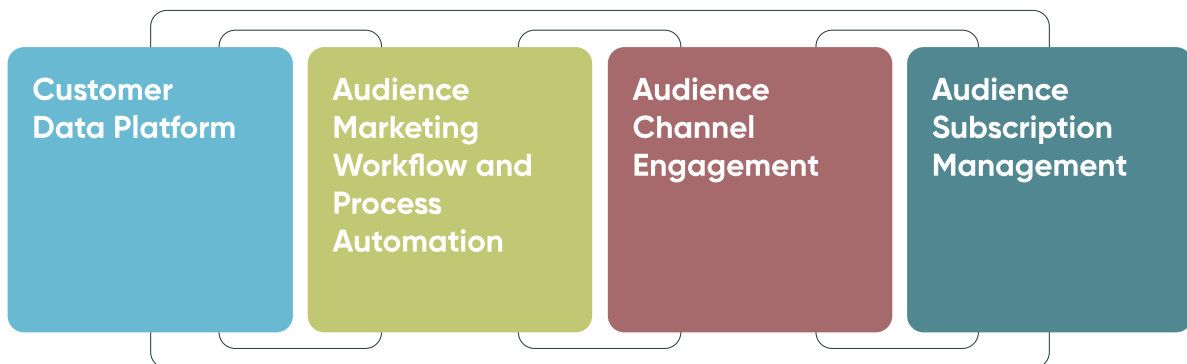 Customer
Data Platform
Audience
Marketing
Workflow and
Process
Automation
Audience
Channel
Engagement
Audience
Subscription
Management